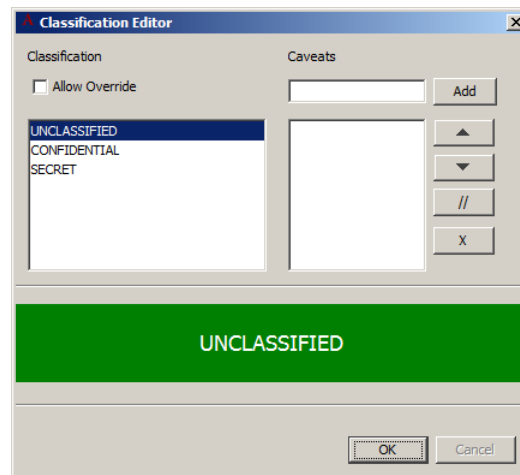 Classification Editor
Classification
Caveats
Allow Override
Add
UNCLASSIFIED
CONFIDENTIAL
SECRET
//
X
UNCLASSIFIED
OK
Cancel